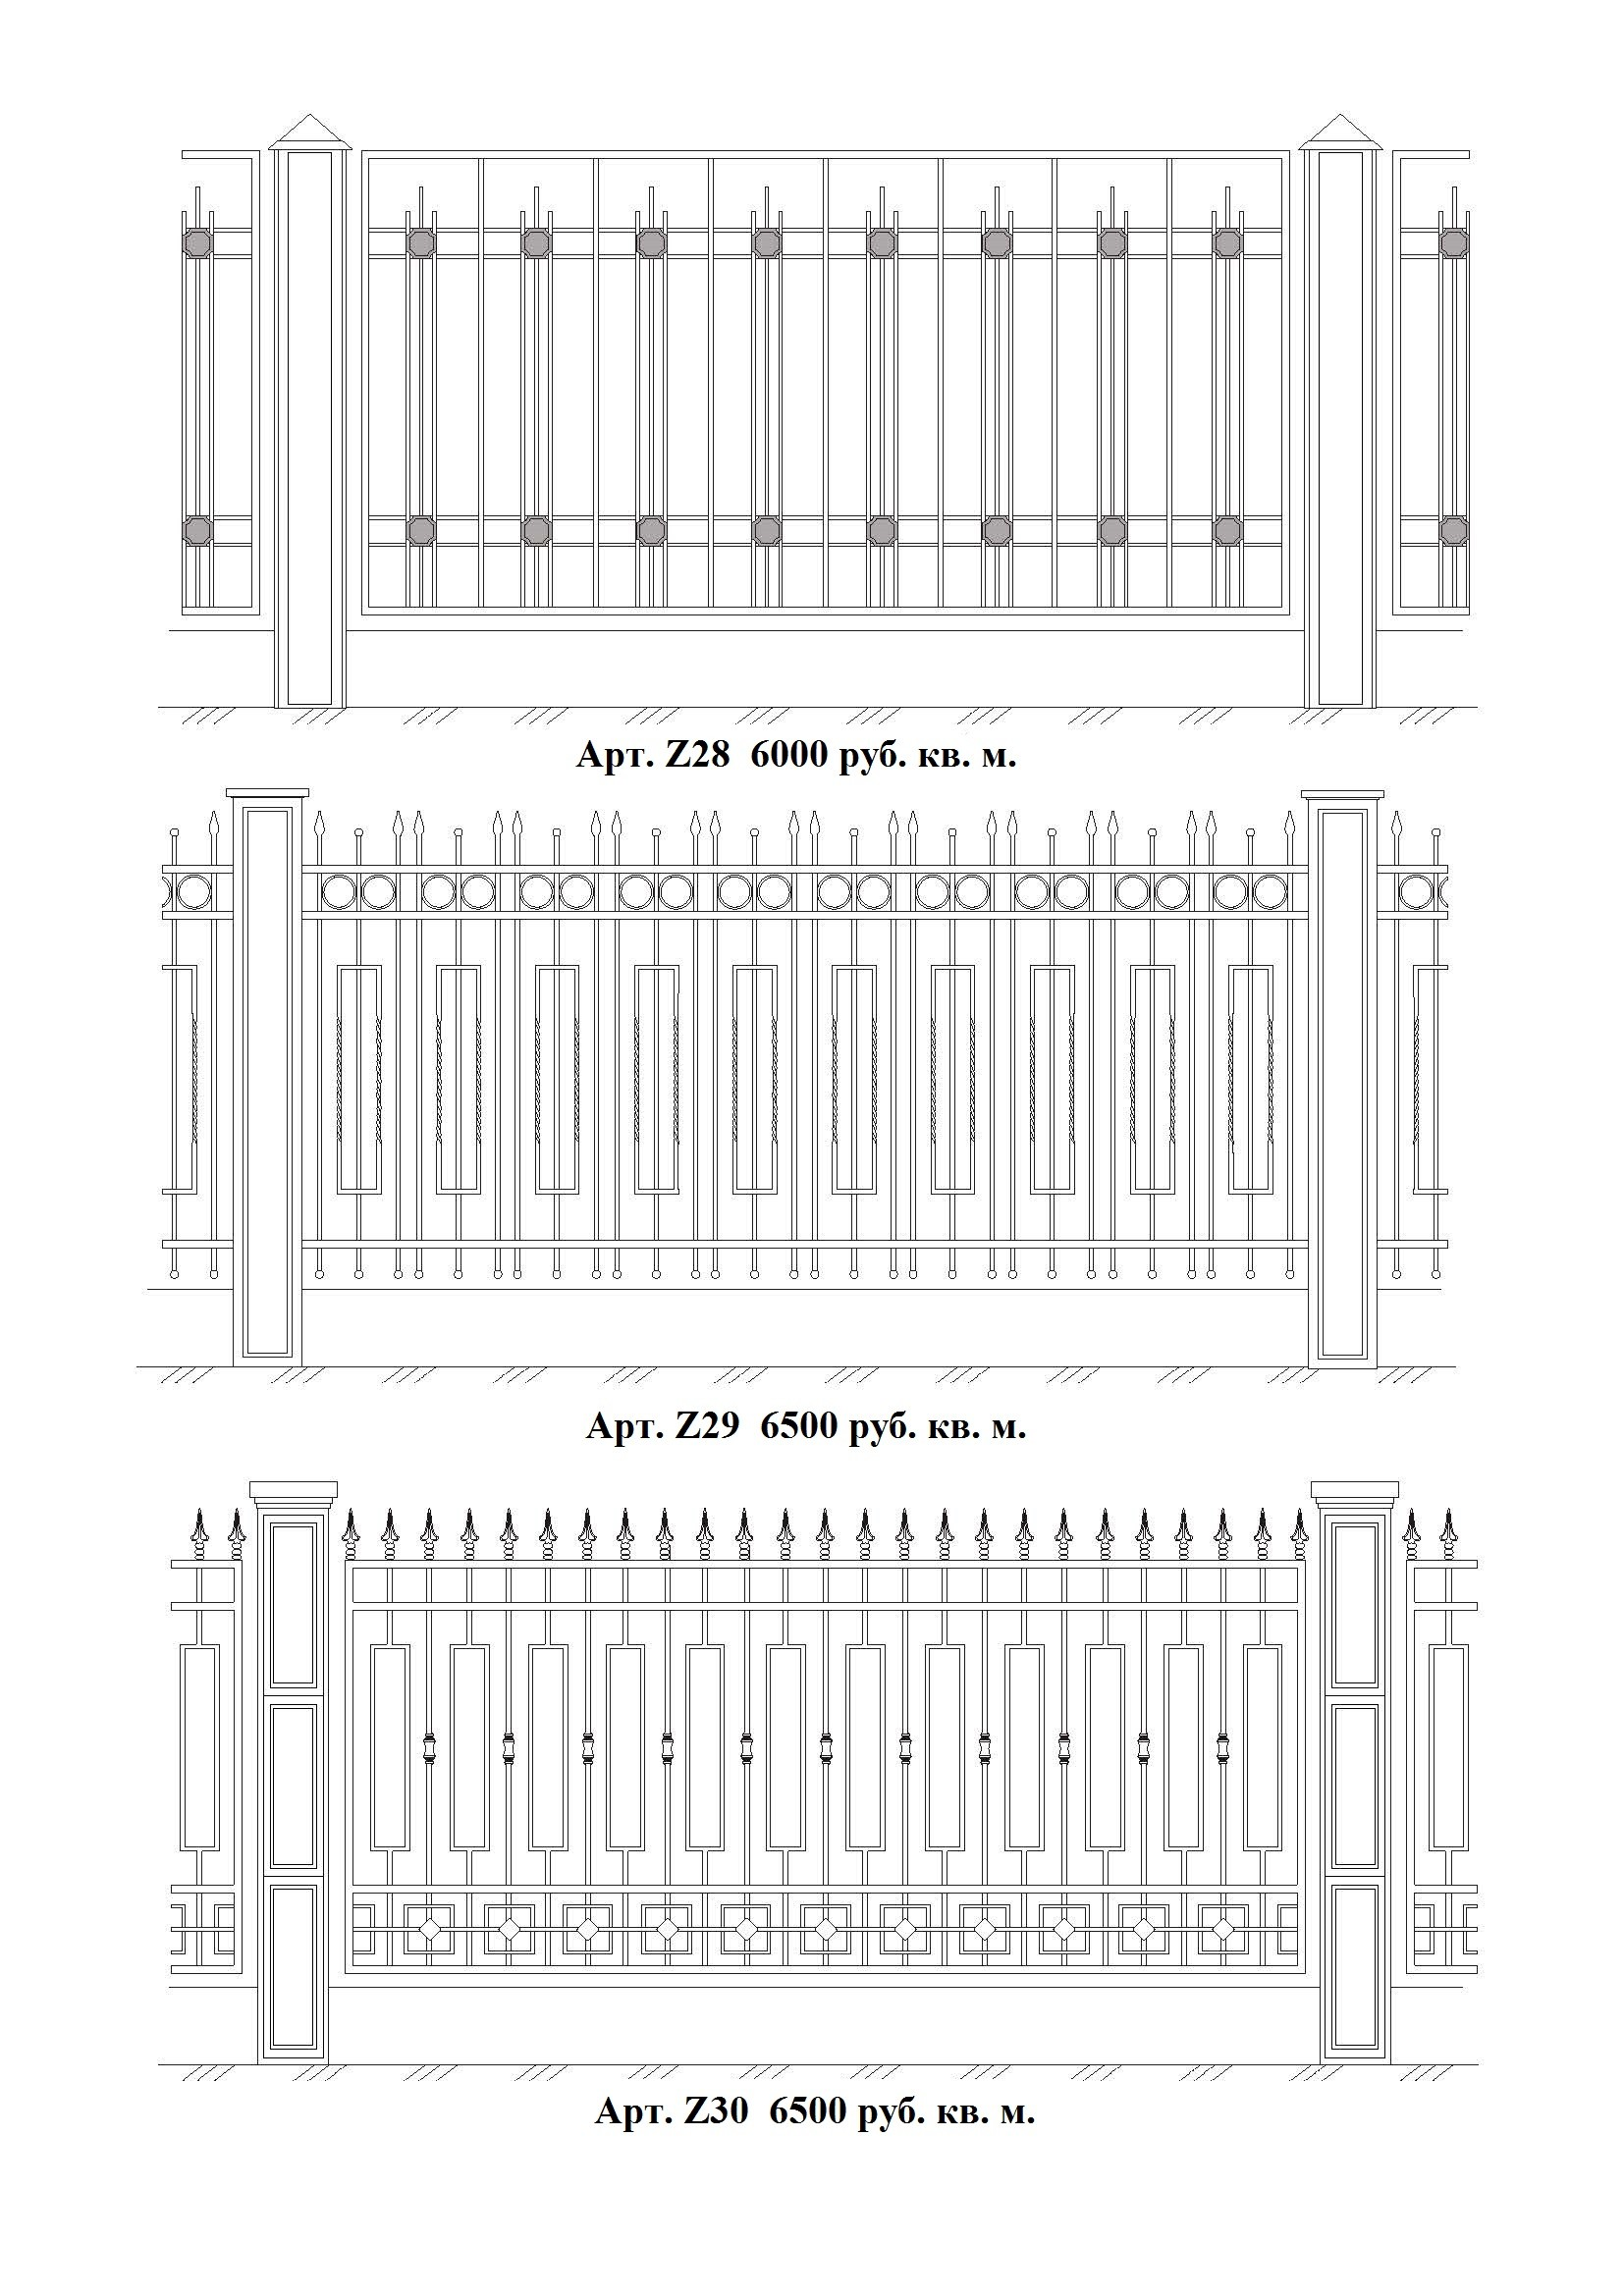 Арт. Z28  6000 руб. кв. м.
Арт. Z29  6500 руб. кв. м.
Арт. Z30  6500 руб. кв. м.